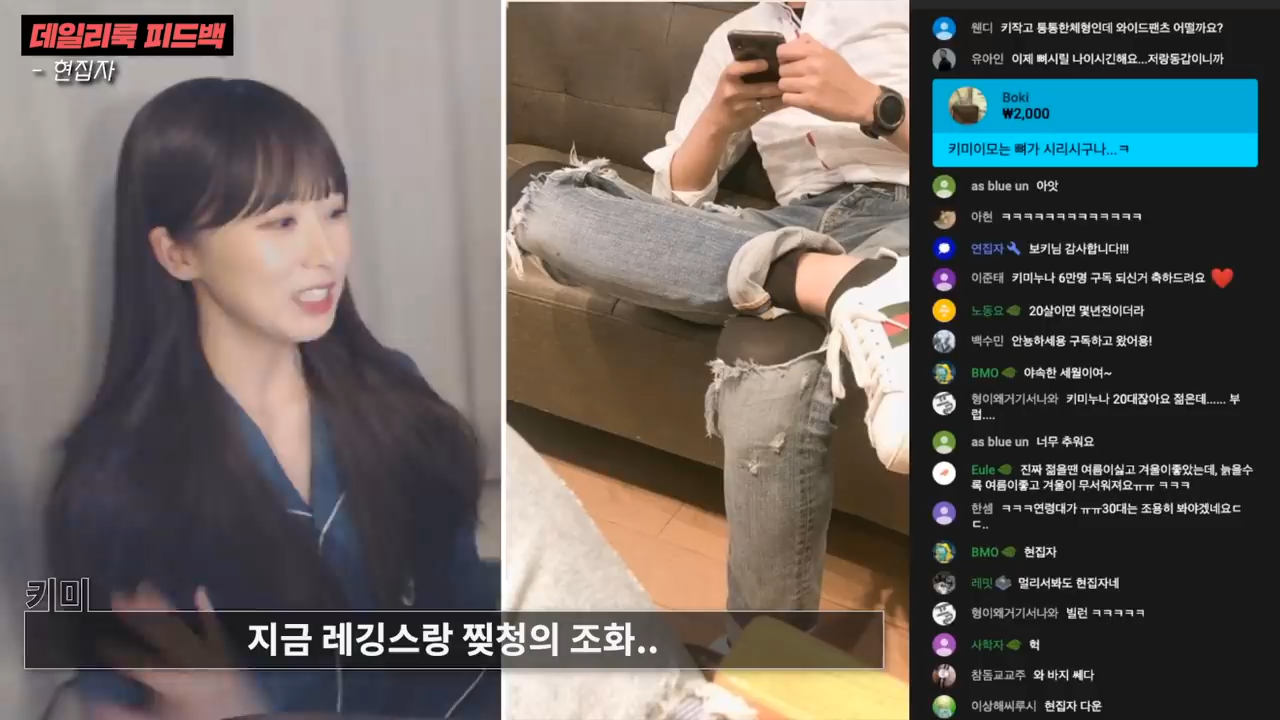 데일리룩 피드백
- 현집자
키미
지금 레깅스랑 찢청의 조화..
웬디 키작고 통통한체형인데 와이드팬츠 어떨까요?
유아인 이제 뼈시릴 나이시긴해요...저랑동갑이니까
Boki
₩2,000
키미이모는 뼈가 시리시구나...ㅋ
as blue un 아앗
아현 ㅋㅋㅋㅋㅋㅋㅋㅋㅋㅋㅋㅋㅋ
연집자 보키님 감사합니다!!!
이준태 키미누나 6만명 구독 되신거 축하드려요
노동요 20살이면 몇년전이더라
백수민 안뇽하세용 구독하고 왔어용!
BMO 야속한 세월이여~
형이왜거기서나와 키미누나 20대잖아요 젊은데...... 부
럽....
as blue un 너무 추워요
Eule 진짜 젊을땐 여름이싫고 겨울이좋았는데, 늙을수
록 여름이좋고 겨울이 무서워져요ㅠㅠ ㅋㅋㅋ
한셈 ㅋㅋㅋ연령대가 ㅠㅠ30대는 조용히 봐야겠네요ㄷ
ㄷ..
BMO 현집자
레밋 멀리서봐도 현집자네
형이왜거기서나와 빌런 ㅋㅋㅋㅋㅋ
사학자 헉
참돔교교주 와 바지 쎄다
이상해씨루시 현집자 다운